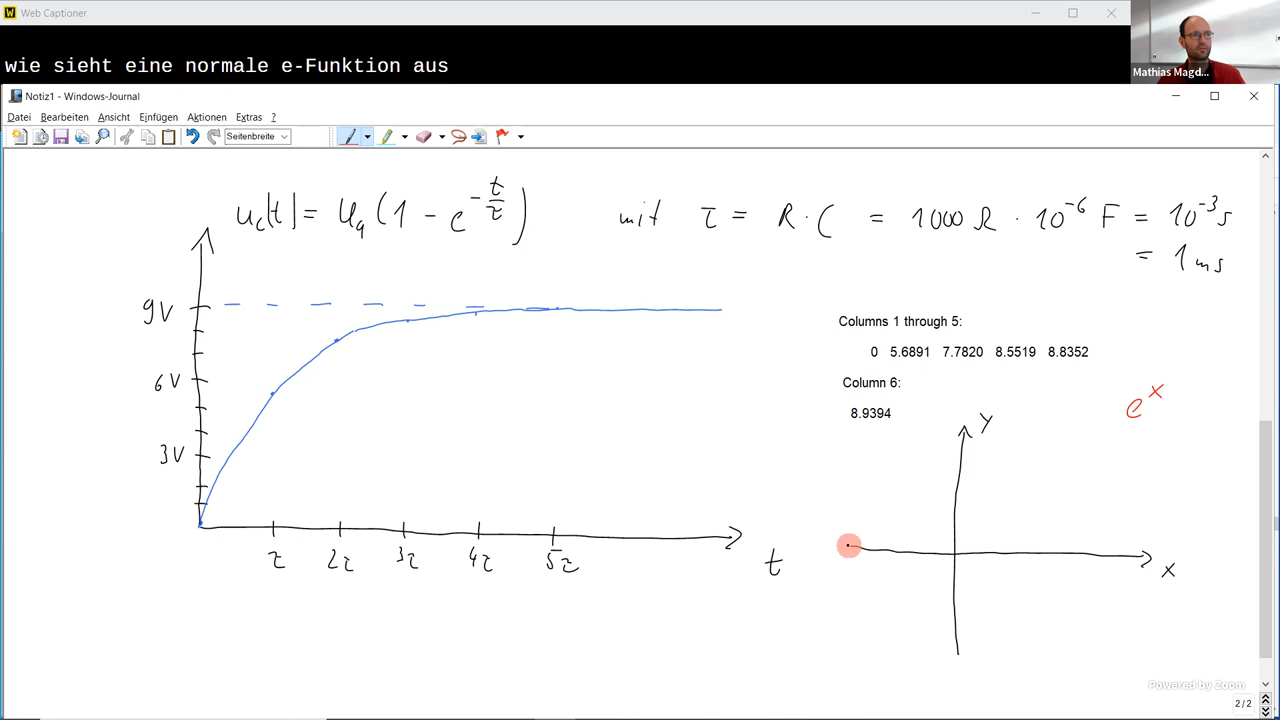 Web Captioner
wie sieht eine normale e-Funktion aus
Mathias Magd...
Notiz1 - Windows-Journal
Datei Bearbeiten Ansicht Einfügen Aktionen Extras ?
Seitenbreite
u_c(t) = U_q (1 - e^{-t/τ}) mit τ = R · C = 1000 Ω · 10^{-6} F = 10^{-3} s
= 1 ms
9V
6V
3V
τ 2τ 3τ 4τ 5τ
t
Columns 1 through 5:
0 5.6891 7.7820 8.5519 8.8352
Column 6:
8.9394
e^x
y
x
Powered by Zoom
2 / 2